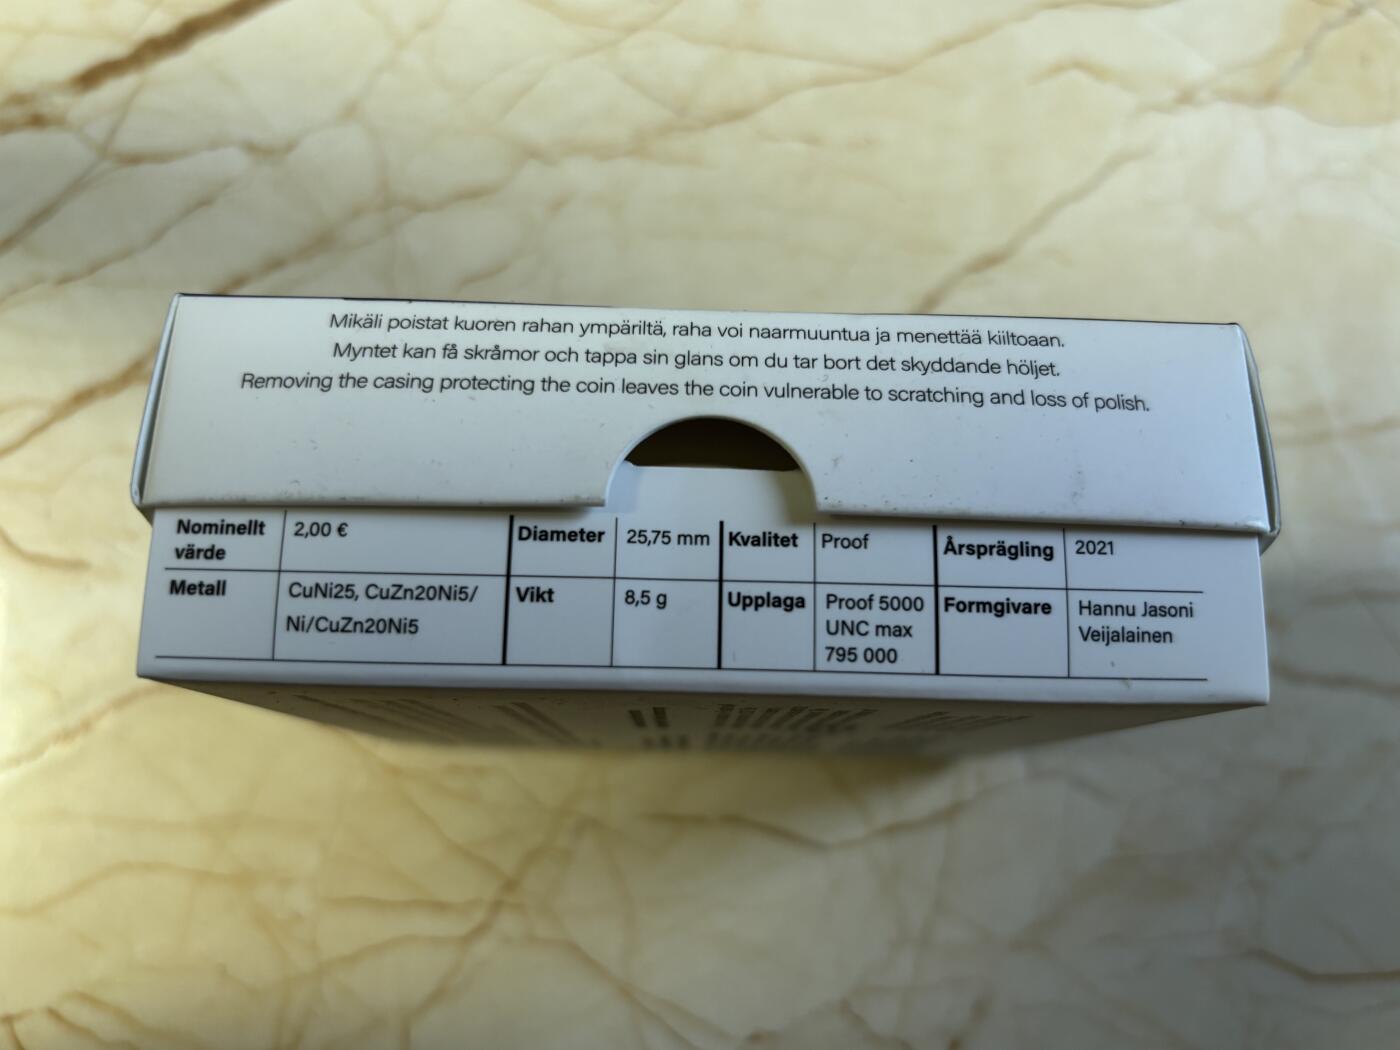 Mikäli poistat kuoren rahan ympäriltä, raha voi naarmuuntua ja menettää kiiltoaan.
Myntet kan få skråmor och tappa sin glans om du tar bort det skyddande höljet.
Removing the casing protecting the coin leaves the coin vulnerable to scratching and loss of polish.
Nominellt värde 2,00 € Diameter 25,75 mm Kvalitet Proof Årsprägling 2021
Metall CuNi25, CuZn20Ni5/ Vikt 8,5 g Upplaga Proof 5000 Formgivare Hannu Jasoni
Ni/CuZn20Ni5 UNC max Veijalainen
795 000